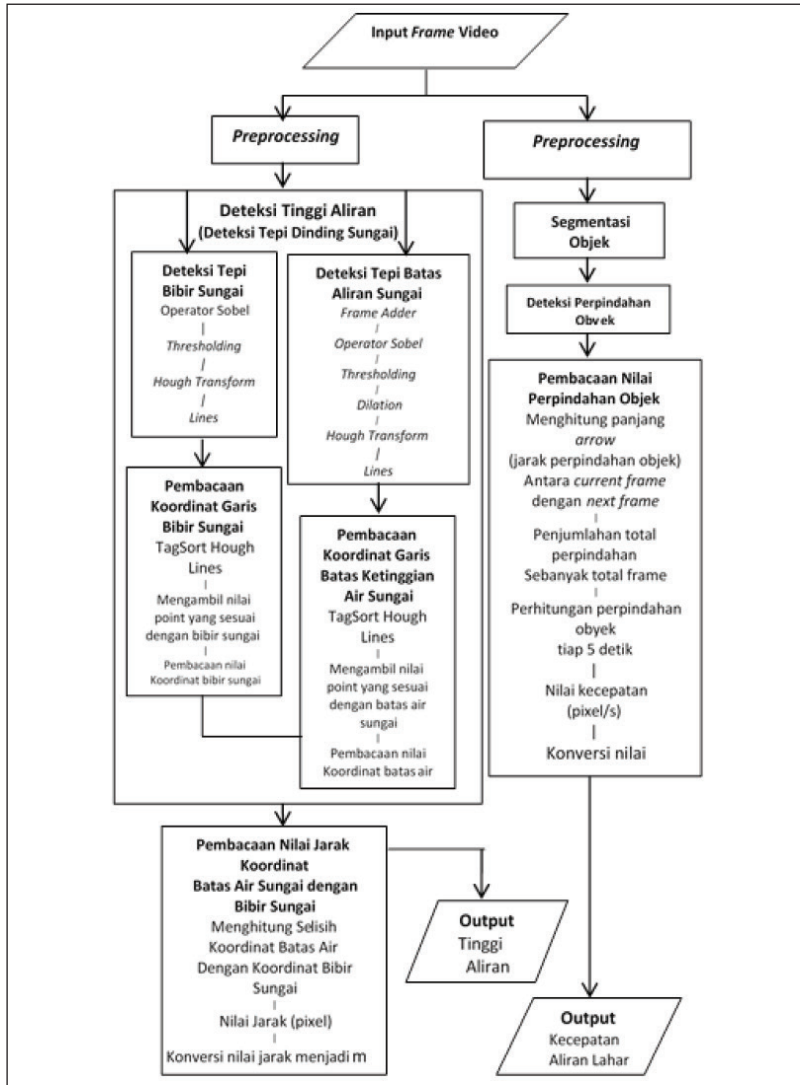 Input Frame Video
Preprocessing
Deteksi Tinggi Aliran
(Deteksi Tepi Dinding Sungai)
Deteksi Tepi
Bibir Sungai
Operator Sobel
|
Thresholding
|
Hough Transform
|
Lines
Deteksi Tepi Batas
Aliran Sungai
Frame Adder
|
Operator Sobel
|
Thresholding
|
Dilation
|
Hough Transform
|
Lines
Pembacaan
Koordinat Garis
Bibir Sungai
TagSort Hough
Lines
|
Mengambil nilai
point yang sesuai
dengan bibir sungai
|
Pembacaan nilai
Koordinat bibir sungai
Pembacaan
Koordinat Garis
Batas Ketinggian
Air Sungai
TagSort Hough
Lines
|
Mengambil nilai
point yang sesuai
dengan batas air
sungai
|
Pembacaan nilai
Koordinat batas air
Pembacaan Nilai Jarak
Koordinat
Batas Air Sungai dengan
Bibir Sungai
Menghitung Selisih
Koordinat Batas Air
Dengan Koordinat Bibir
Sungai
|
Nilai Jarak (pixel)
|
Konversi nilai jarak menjadi m
Output
Tinggi
Aliran
Preprocessing
Segmentasi
Objek
Deteksi Perpindahan
Obyek
Pembacaan Nilai
Perpindahan Objek
Menghitung panjang
arrow
(jarak perpindahan objek)
Antara current frame
dengan next frame
|
Penjumlahan total
perpindahan
Sebanyak total frame
|
Perhitungan perpindahan
obyek
tiap 5 detik
|
Nilai kecepatan
(pixel/s)
|
Konversi nilai
Output
Kecepatan
Aliran Lahar